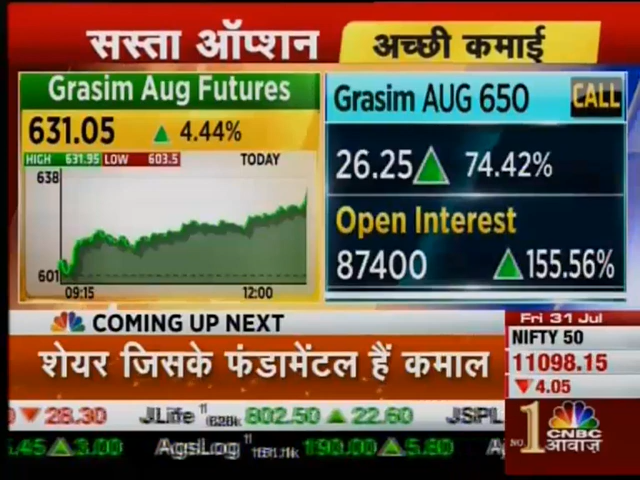 सस्ता ऑप्शन
अच्छी कमाई
Grasim Aug Futures
631.05 ▲ 4.44%
HIGH 631.95 LOW 603.5 TODAY
638
601
09:15 12:00
Grasim AUG 650 CALL
26.25 ▲ 74.42%
Open Interest
87400 ▲ 155.56%
COMING UP NEXT
शेयर जिसके फंडामेंटल हैं कमाल
Fri 31 Jul
NIFTY 50
11098.15
▼4.05
▼ 28.30 JLife 802.50 ▲ 22.60 JSPL
.45 ▲ 3.00 AgsLog 190.00 ▲ 5.80
NO. 1 CNBC
आवाज़